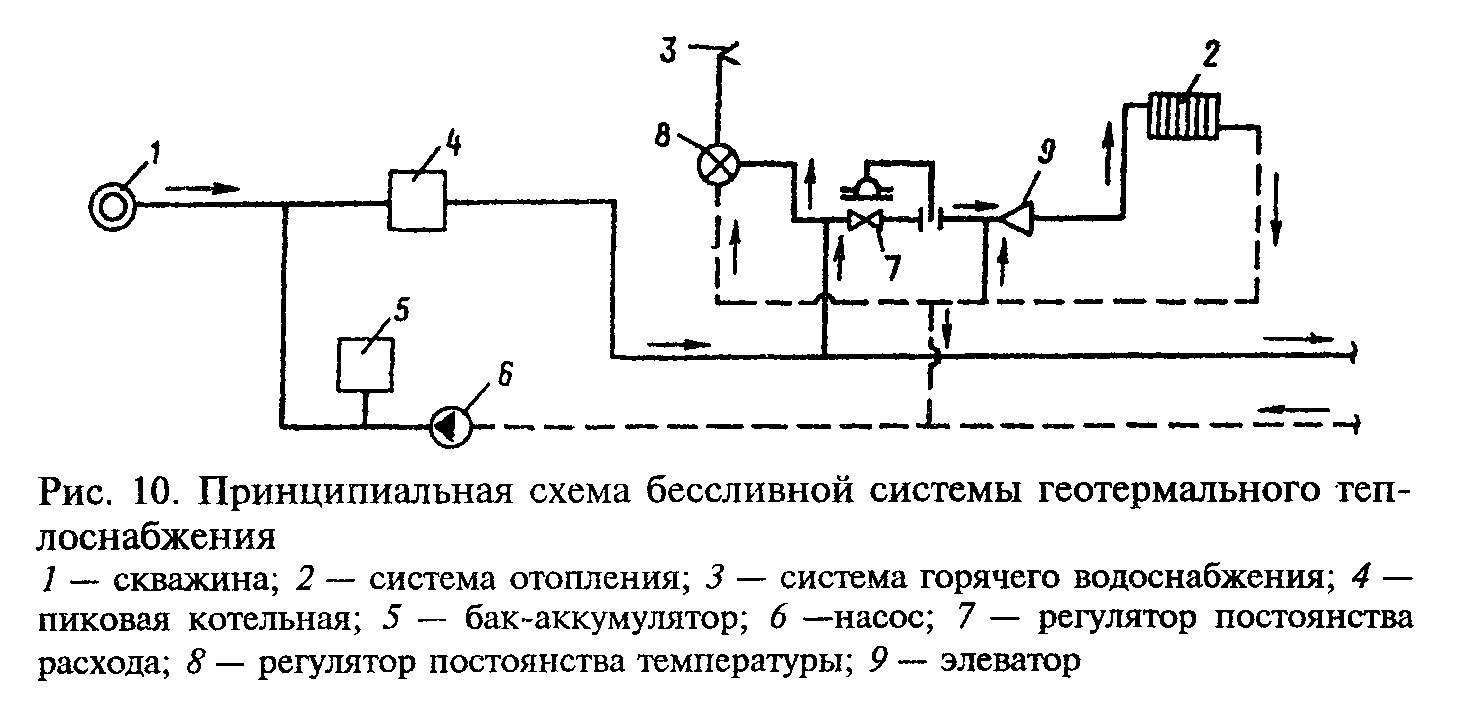 3
2
8
9
1
4
7
5
6
Рис. 10. Принципиальная схема бессливной системы геотермального теп-
лоснабжения
1 — скважина; 2 — система отопления; 3 — система горячего водоснабжения; 4 —
пиковая котельная; 5 — бак-аккумулятор; 6 —насос; 7 — регулятор постоянства
расхода; 8 — регулятор постоянства температуры; 9 — элеватор